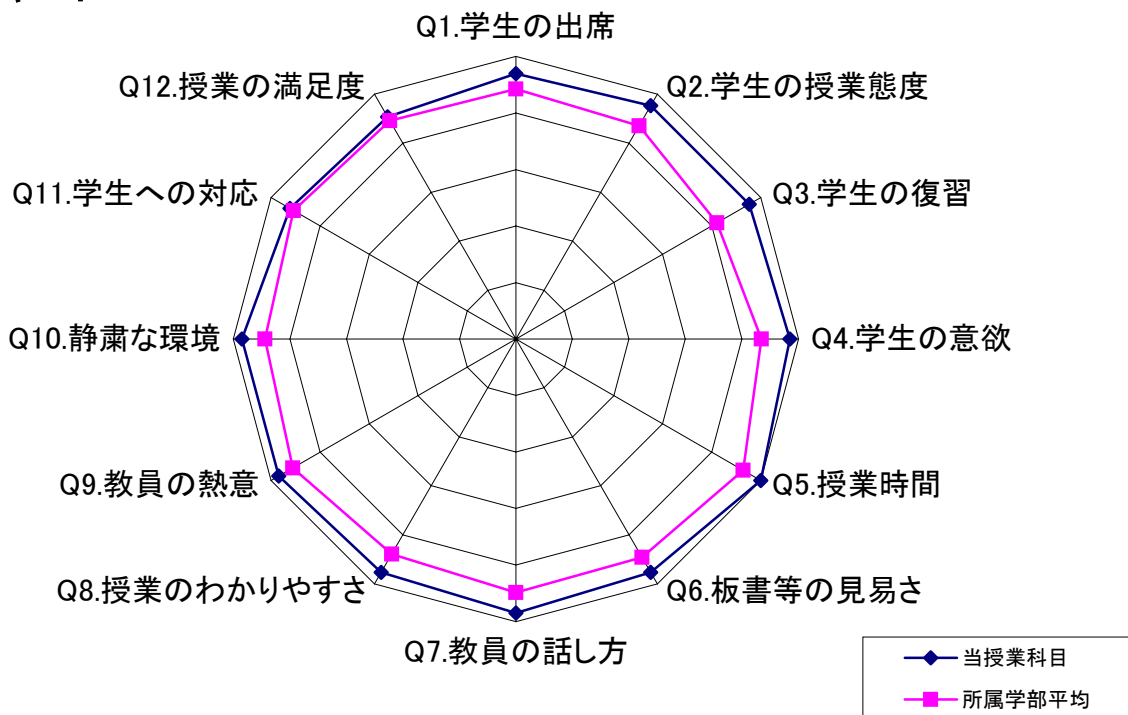 Q1.学生の出席
Q2.学生の授業態度
Q3.学生の復習
Q4.学生の意欲
Q5.授業時間
Q6.板書等の見易さ
Q7.教員の話し方
Q8.授業のわかりやすさ
Q9.教員の熱意
Q10.静粛な環境
Q11.学生への対応
Q12.授業の満足度
当授業科目
所属学部平均